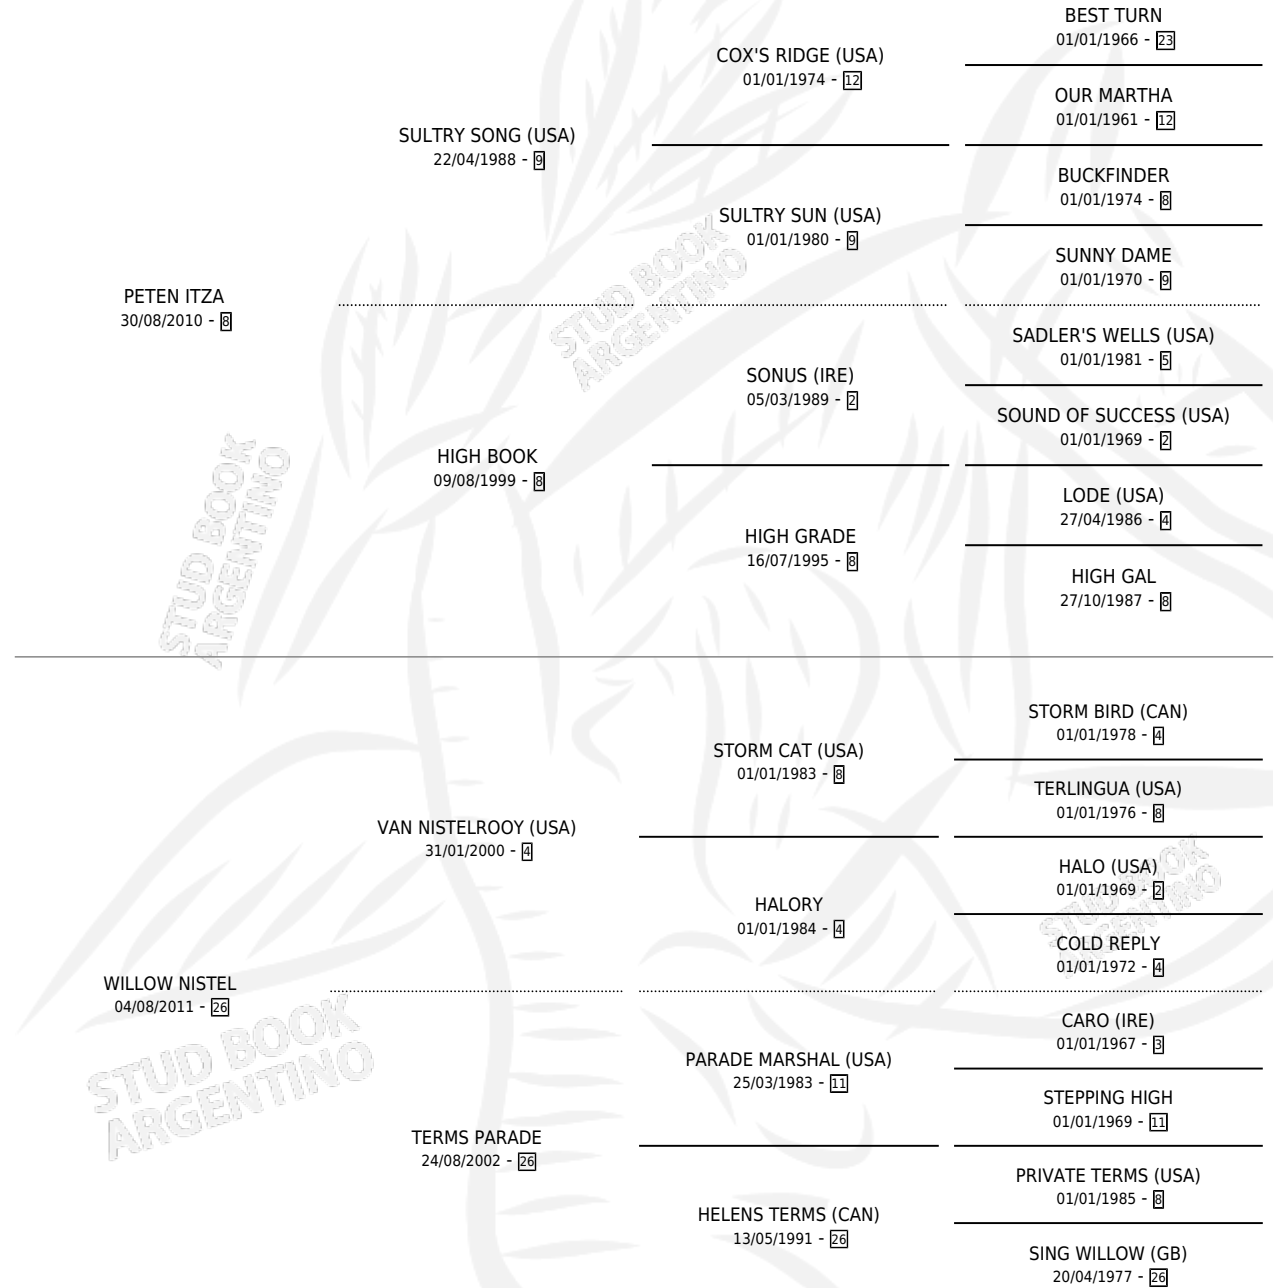 BEST TURN
01/01/1966 - 23
COX'S RIDGE (USA)
01/01/1974 - 12
OUR MARTHA
01/01/1961 - 12
SULTRY SONG (USA)
22/04/1988 - 9
BUCKFINDER
01/01/1974 - 8
SULTRY SUN (USA)
01/01/1980 - 9
SUNNY DAME
01/01/1970 - 9
PETEN ITZA
30/08/2010 - 8
SADLER'S WELLS (USA)
01/01/1981 - 5
SONUS (IRE)
05/03/1989 - 2
SOUND OF SUCCESS (USA)
01/01/1969 - 2
HIGH BOOK
09/08/1999 - 8
LODE (USA)
27/04/1986 - 4
HIGH GRADE
16/07/1995 - 8
HIGH GAL
27/10/1987 - 8
STORM BIRD (CAN)
01/01/1978 - 4
STORM CAT (USA)
01/01/1983 - 8
TERLINGUA (USA)
01/01/1976 - 8
VAN NISTELROOY (USA)
31/01/2000 - 4
HALO (USA)
01/01/1969 - 2
HALORY
01/01/1984 - 4
COLD REPLY
01/01/1972 - 4
WILLOW NISTEL
04/08/2011 - 26
CARO (IRE)
01/01/1967 - 3
PARADE MARSHAL (USA)
25/03/1983 - 11
STEPPING HIGH
01/01/1969 - 11
TERMS PARADE
24/08/2002 - 26
PRIVATE TERMS (USA)
01/01/1985 - 8
HELENS TERMS (CAN)
13/05/1991 - 26
SING WILLOW (GB)
20/04/1977 - 26
STUD BOOK
ARGENTINO
STUD BOOK
ARGENTINO
STUD BOOK
ARGENTINO
STUD BOOK
ARGENTINO